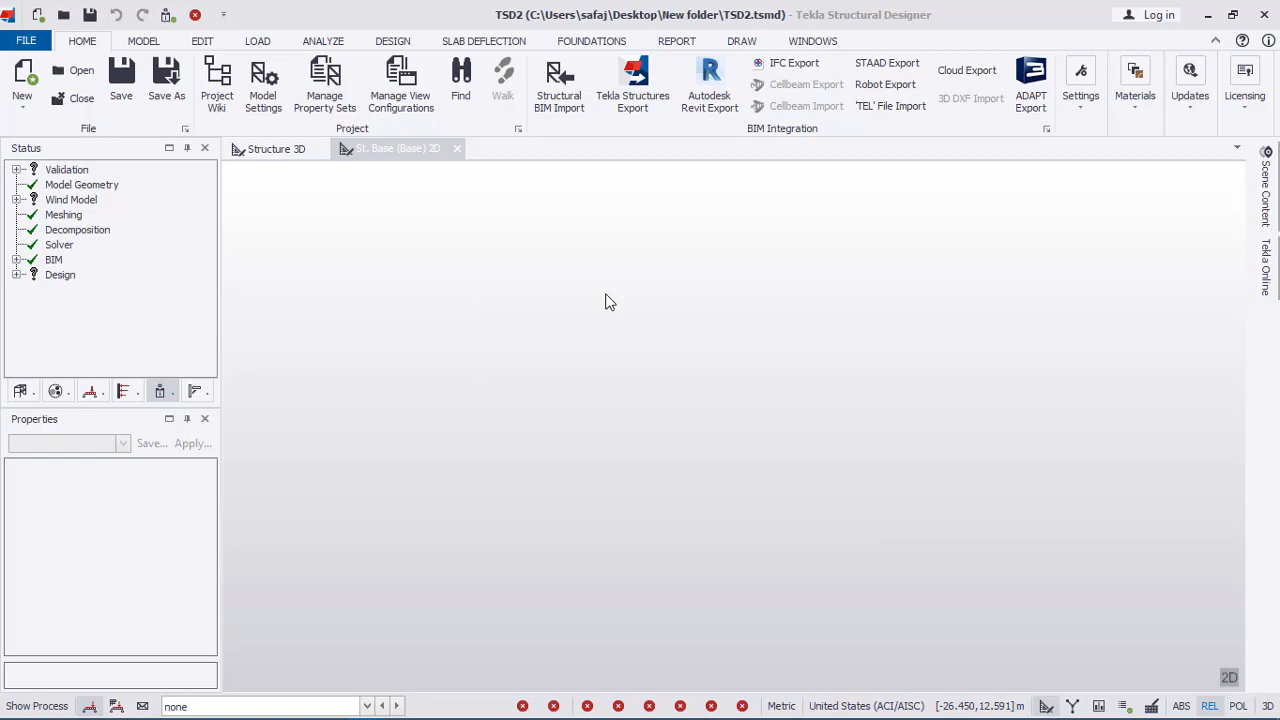 TSD2 (C:\Users\safaj\Desktop\New folder\TSD2.tsmd) - Tekla Structural Designer
Log in
FILE HOME MODEL EDIT LOAD ANALYZE DESIGN SLAB DEFLECTION FOUNDATIONS REPORT DRAW WINDOWS
New
Open
Close
Save
Save As
File
Project Wiki
Model Settings
Manage Property Sets
Manage View Configurations
Find
Walk
Project
Structural BIM Import
Tekla Structures Export
Autodesk Revit Export
IFC Export
Cellbeam Export
Cellbeam Import
STAAD Export
Robot Export
'TEL' File Import
Cloud Export
3D DXF Import
ADAPT Export
BIM Integration
Settings
Materials
Updates
Licensing
Status
Structure 3D
St. Base (Base) 2D
Validation
Model Geometry
Wind Model
Meshing
Decomposition
Solver
BIM
Design
Scene Content
Tekla Online
Properties
Save... Apply...
2D
Show Process
none
Metric
United States (ACI/AISC)
[-26.450,12.591] m
ABS REL POL 3D